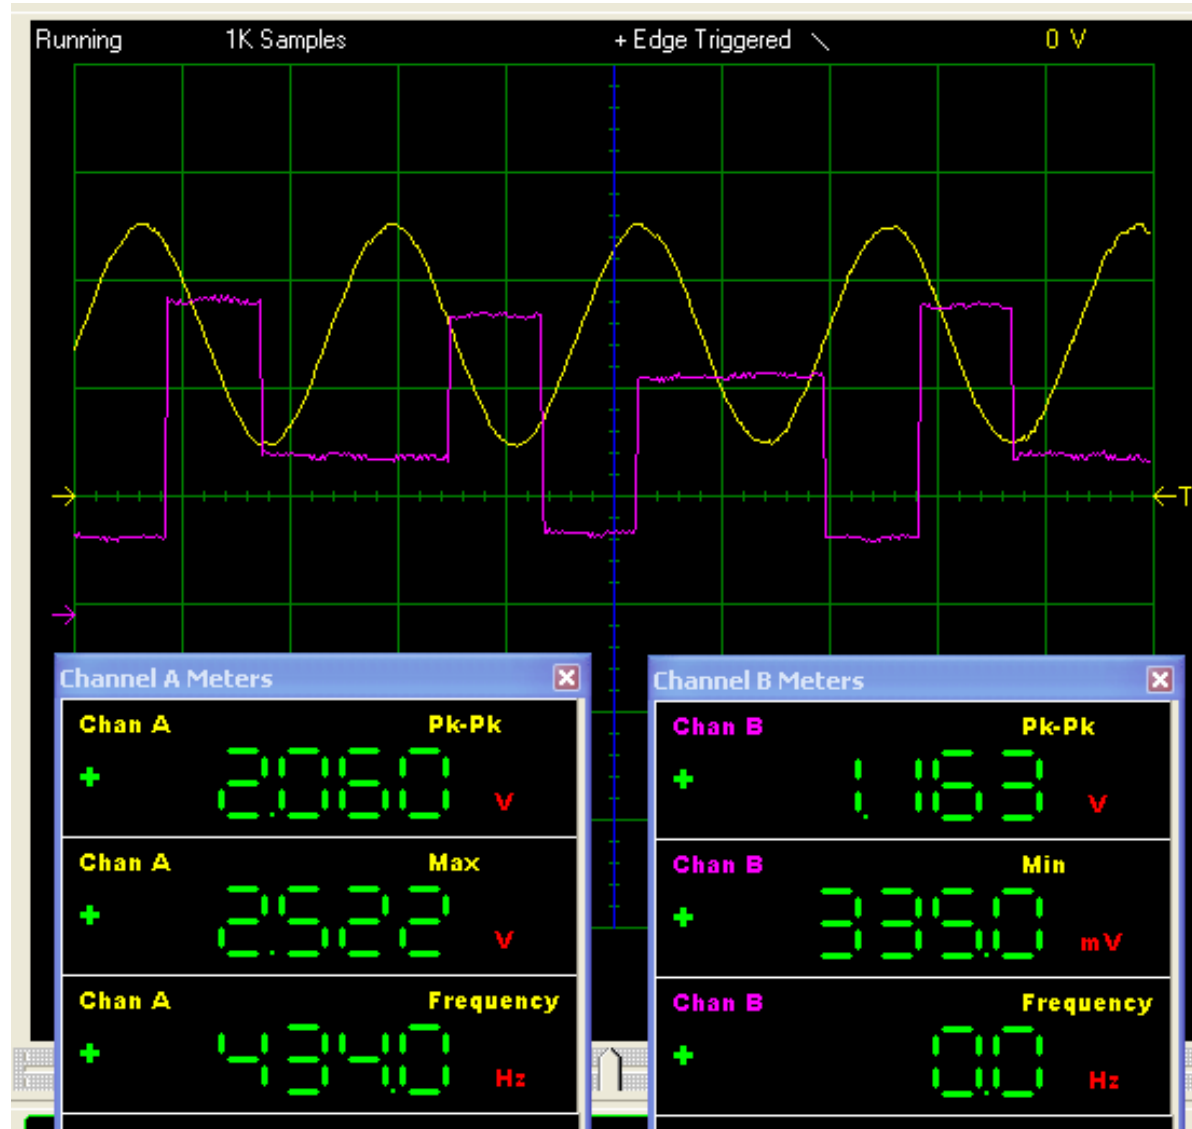 Running 1K Samples + Edge Triggered 0 V
T
Channel A Meters
Chan A Pk-Pk
+ 2.060 V
Chan A Max
+ 2.522 V
Chan A Frequency
+ 434.0 Hz
Channel B Meters
Chan B Pk-Pk
+ 1.163 V
Chan B Min
+ 335.0 mV
Chan B Frequency
+ 0.0 Hz